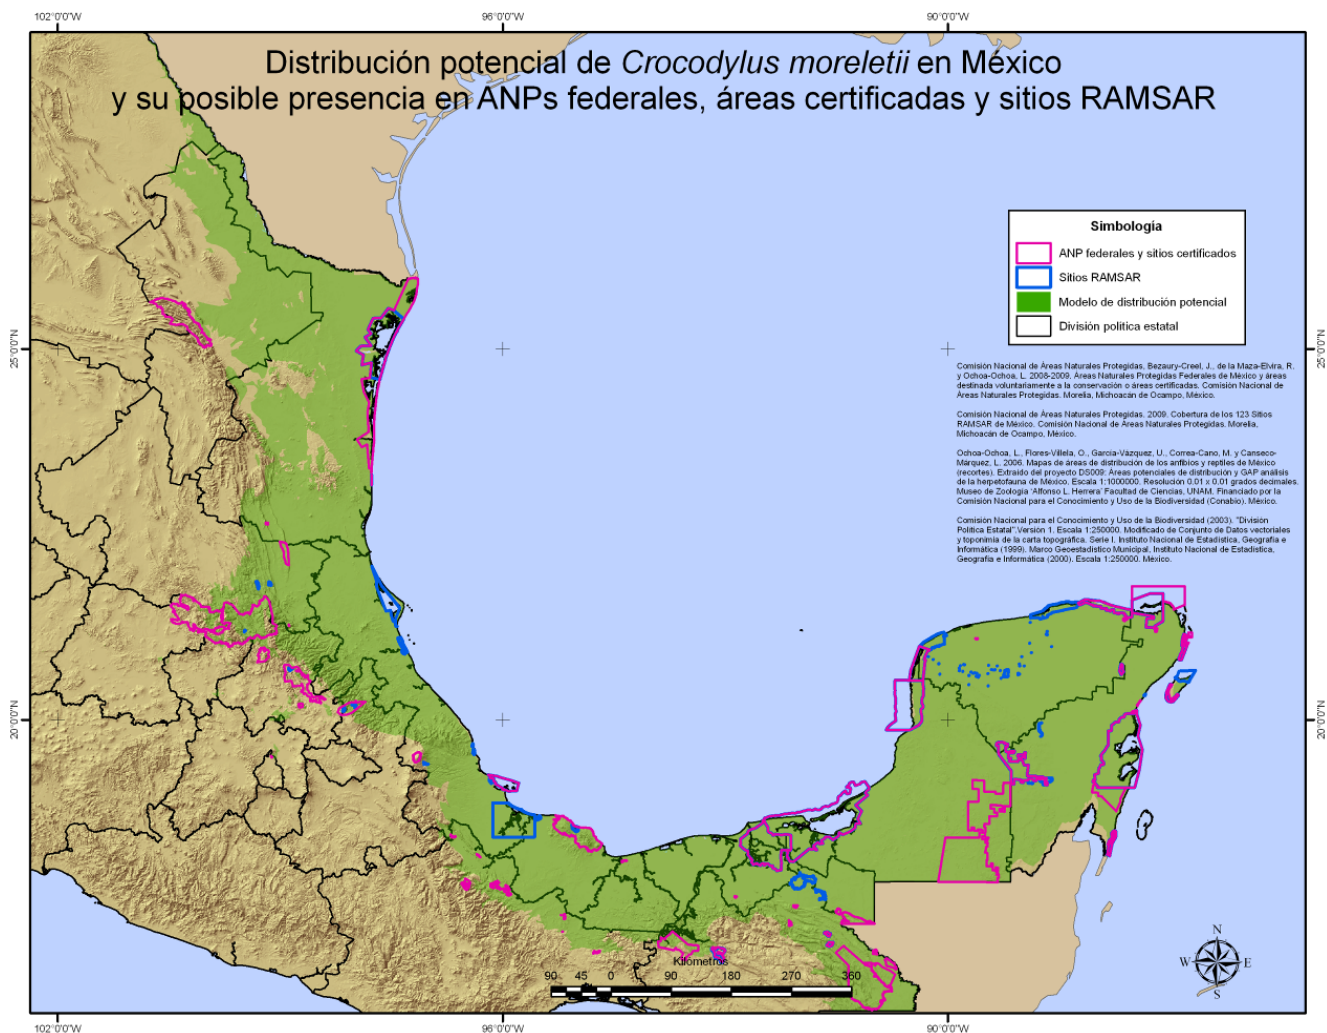 102°0'0"W
96°0'0"W
90°0'0"W
Distribución potencial de Crocodylus moreletii en México
y su posible presencia en ANPs federales, áreas certificadas y sitios RAMSAR
Simbología
ANP federales y sitios certificados
Sitios RAMSAR
Modelo de distribución potencial
División politica estatal
25°0'0"N
25°0'0"N
Comisión Nacional de Áreas Naturales Protegidas, Bezaury-Creel, J., de la Maza-Elvira, R.
y Ochoa-Ochoa, L. 2008-2009. Áreas Naturales Protegidas Federales de México y áreas
destinada voluntariamente a la conservación o áreas certificadas. Comisión Nacional de
Áreas Naturales Protegidas. Morelia, Michoacán de Ocampo, México.
Comisión Nacional de Áreas Naturales Protegidas, 2009. Cobertura de los 123 Sitios
RAMSAR de México. Comisión Nacional de Áreas Naturales Protegidas. Morelia,
Michoacán de Ocampo, México.
Ochoa-Ochoa, L., Flores-Villela, O., García-Vázquez, U., Correa-Cano, M. y Canseco-
Márquez, L. 2006. Mapas de áreas de distribución de los anfibios y reptiles de México
(recortes). Extraido del proyecto DS009: Áreas potenciales de distribución y GAP análisis
de la herpetofauna de México. Escala 1:1000000. Resolución 0.01 x 0.01 grados decimales.
Museo de Zoología 'Alfonso L. Herrera' Facultad de Ciencias, UNAM. Financiado por la
Comisión Nacional para el Conocimiento y Uso de la Biodiversidad (Conabio). México.
Comisión Nacional para el Conocimiento y Uso de la Biodiversidad (2003). "División
Política Estatal".Versión 1. Escala 1:250000. Modificado de Conjunto de Datos vectoriales
y toponimia de la carta topográfica. Serie I. Instituto Nacional de Estadística, Geografía e
Informática (1999). Marco Geoestadístico Municipal, Instituto Nacional de Estadística,
Geografía e Informática (2000). Escala 1:250000. México.
20°0'0"N
20°0'0"N
Kilómetros
90 45 0 90 180 270 360
N
W E
S
102°0'0"W
96°0'0"W
90°0'0"W